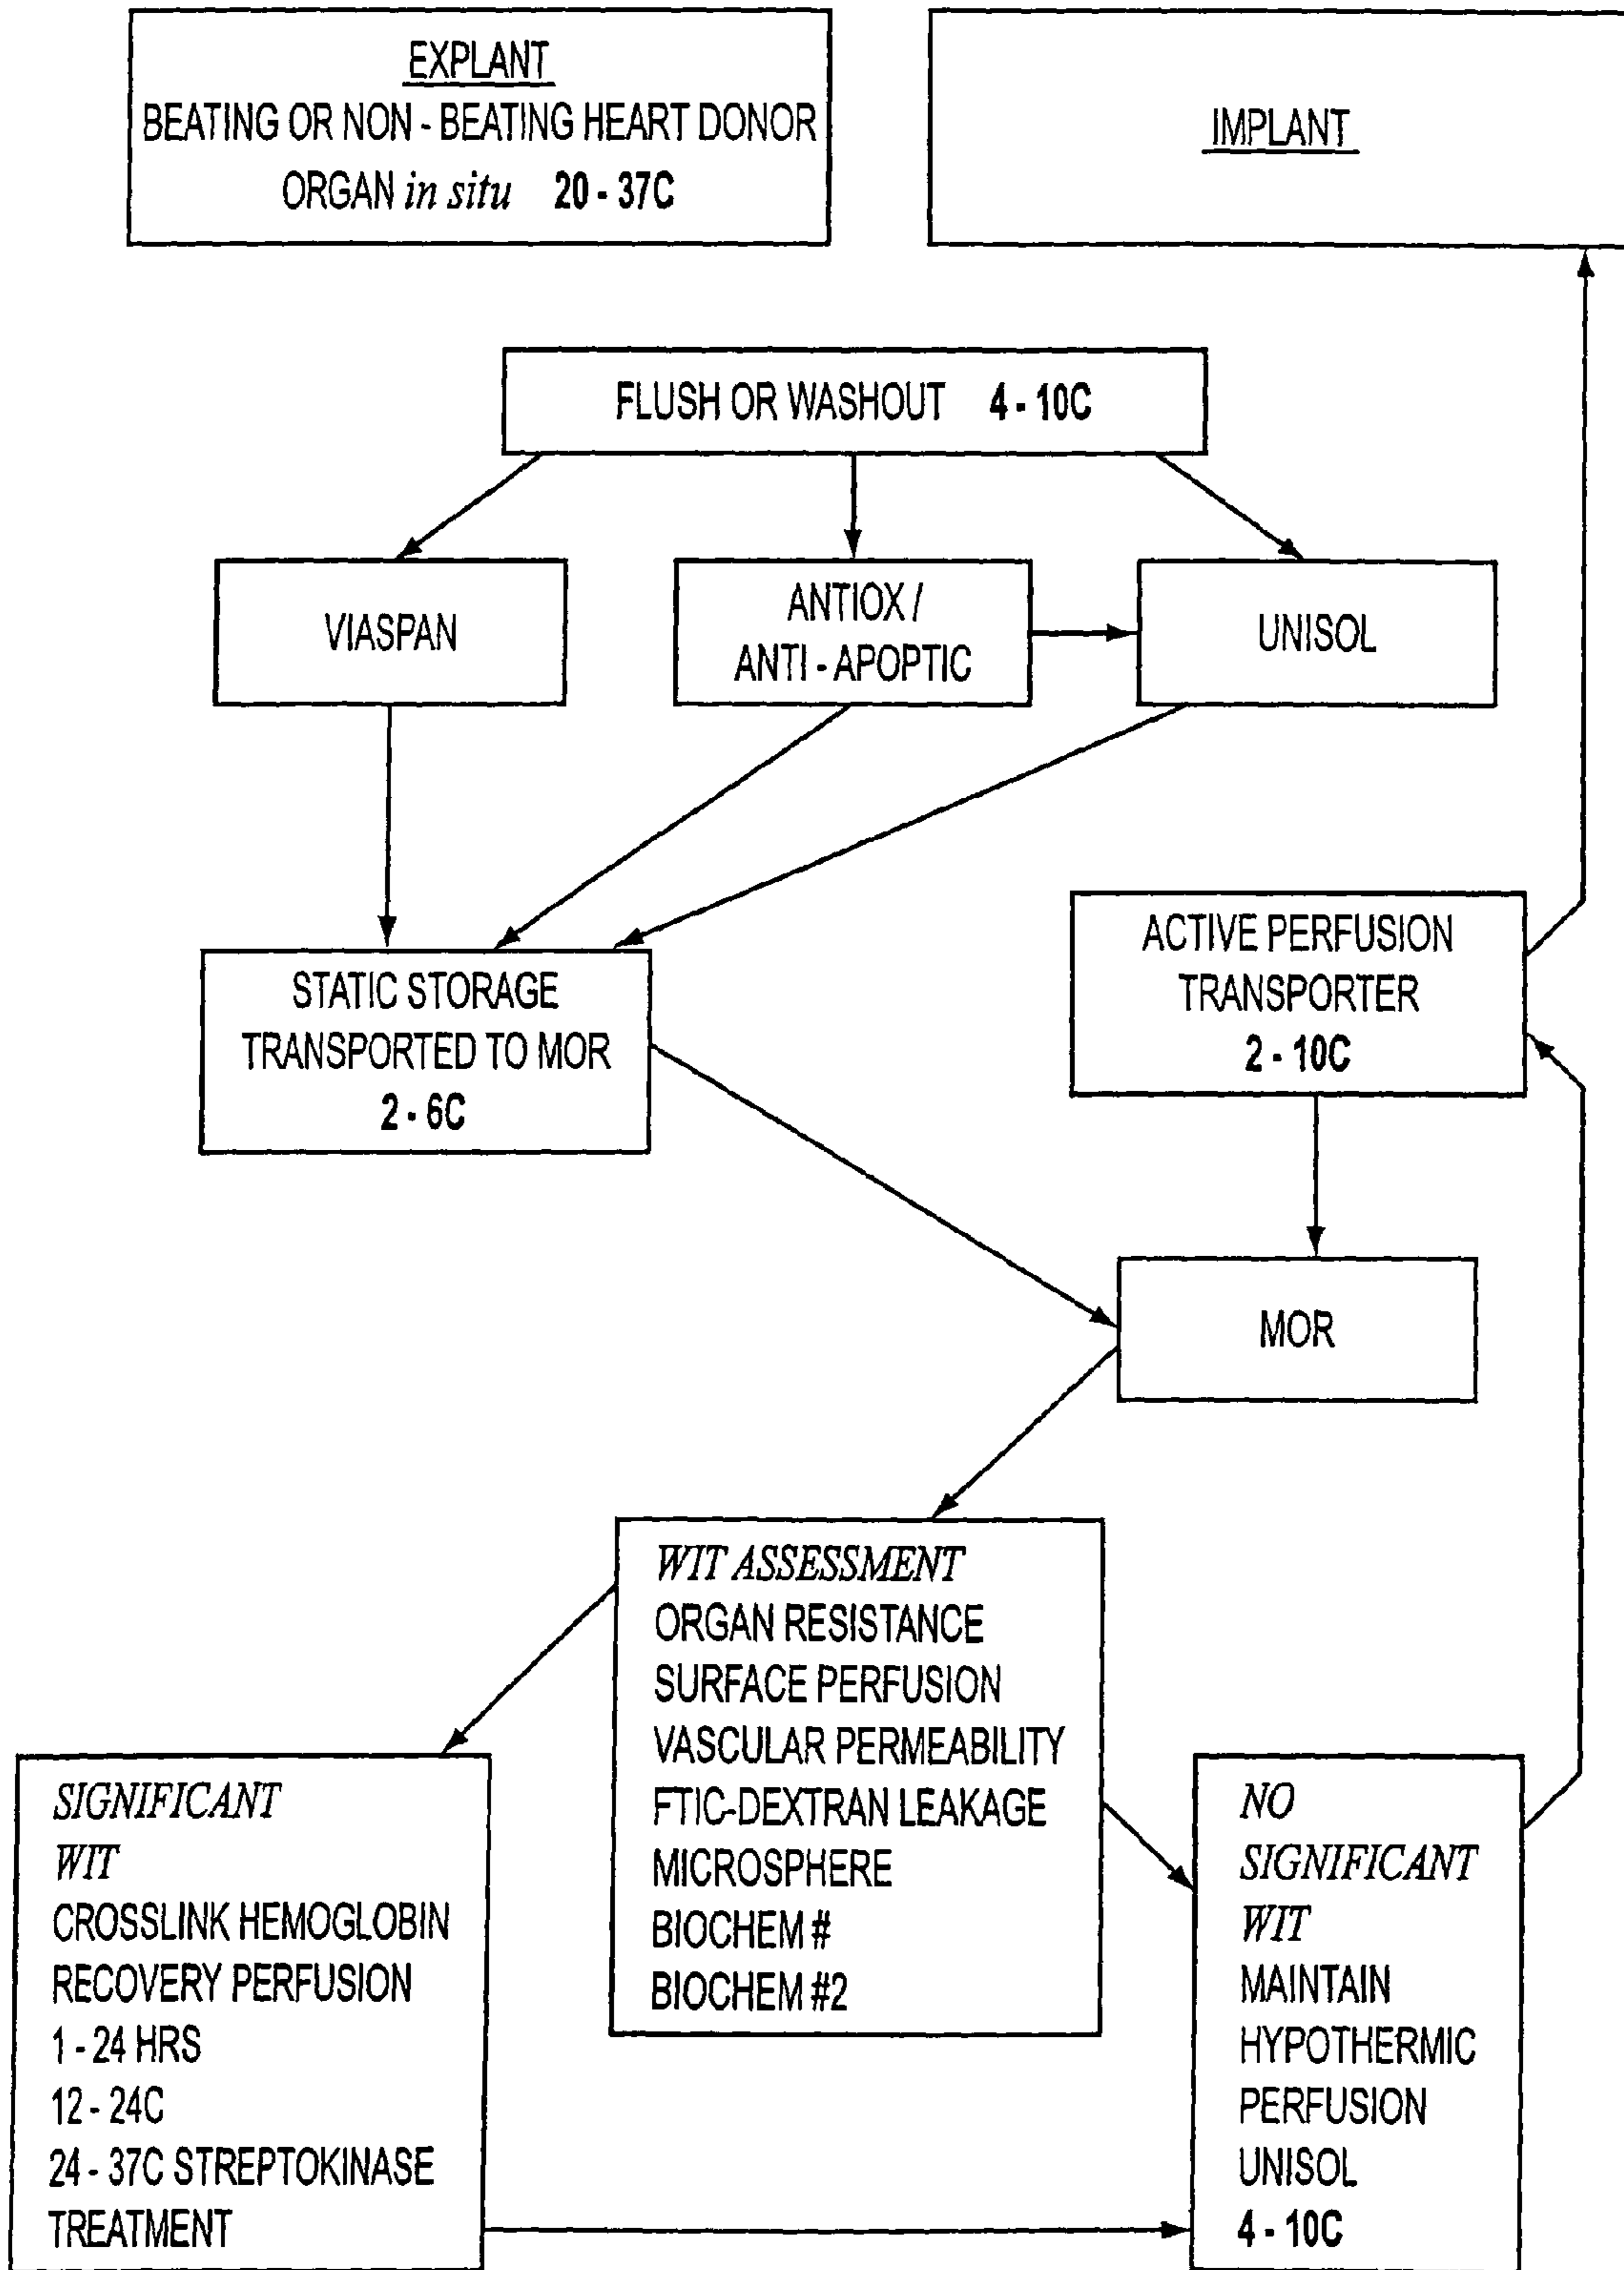 EXPLANT
BEATING OR NON - BEATING HEART DONOR
ORGAN in situ 20 - 37C
IMPLANT
FLUSH OR WASHOUT 4 - 10C
VIASPAN
ANTIOX /
ANTI - APOPTIC
UNISOL
STATIC STORAGE
TRANSPORTED TO MOR
2 - 6C
ACTIVE PERFUSION
TRANSPORTER
2 - 10C
MOR
WIT ASSESSMENT
ORGAN RESISTANCE
SURFACE PERFUSION
VASCULAR PERMEABILITY
FTIC-DEXTRAN LEAKAGE
MICROSPHERE
BIOCHEM #
BIOCHEM #2
SIGNIFICANT
WIT
CROSSLINK HEMOGLOBIN
RECOVERY PERFUSION
1 - 24 HRS
12 - 24C
24 - 37C STREPTOKINASE
TREATMENT
NO
SIGNIFICANT
WIT
MAINTAIN
HYPOTHERMIC
PERFUSION
UNISOL
4 - 10C